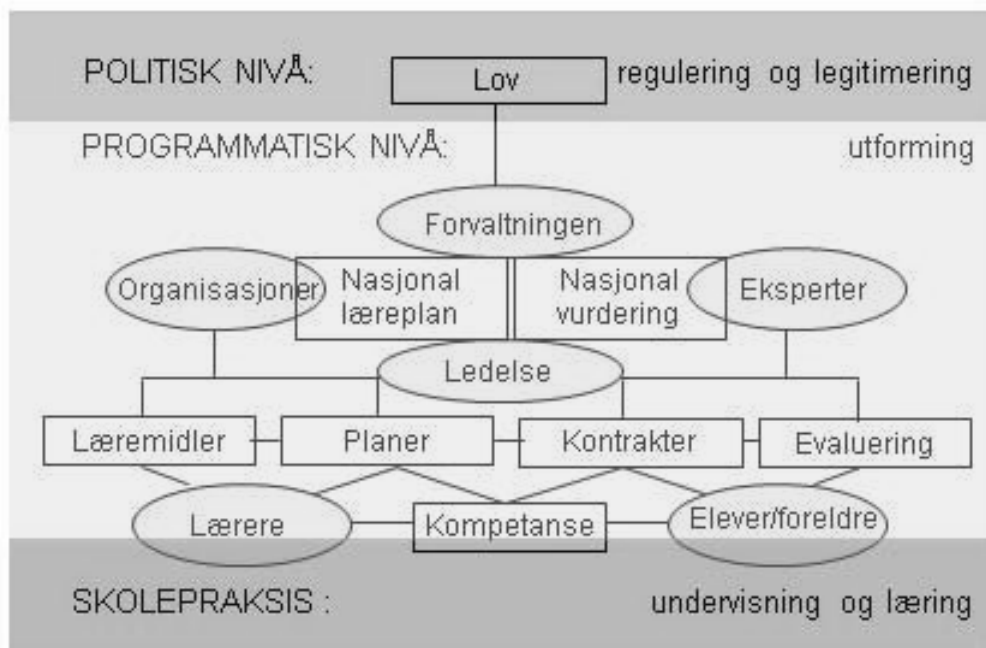 POLITISK NIVÅ: Lov regulering og legitimering
PROGRAMMATISK NIVÅ: utforming
Forvaltningen
Organisasjoner
Nasjonal
læreplan
Nasjonal
vurdering
Eksperter
Ledelse
Læremidler Planer Kontrakter Evaluering
Lærere Kompetanse Elever/foreldre
SKOLEPRAKSIS : undervisning og læring